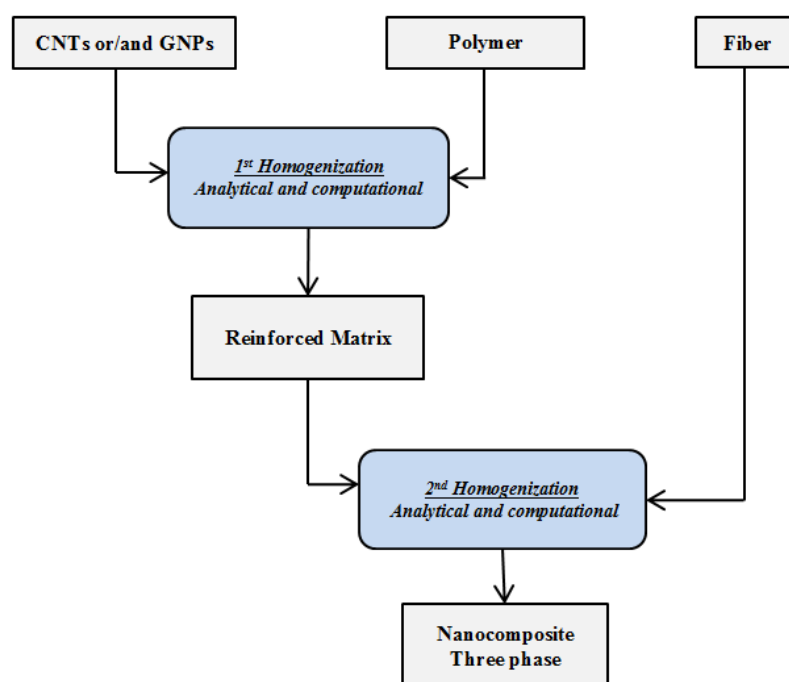 CNTs or/and GNPs
Polymer
Fiber
1st Homogenization
Analytical and computational
Reinforced Matrix
2nd Homogenization
Analytical and computational
Nanocomposite
Three phase